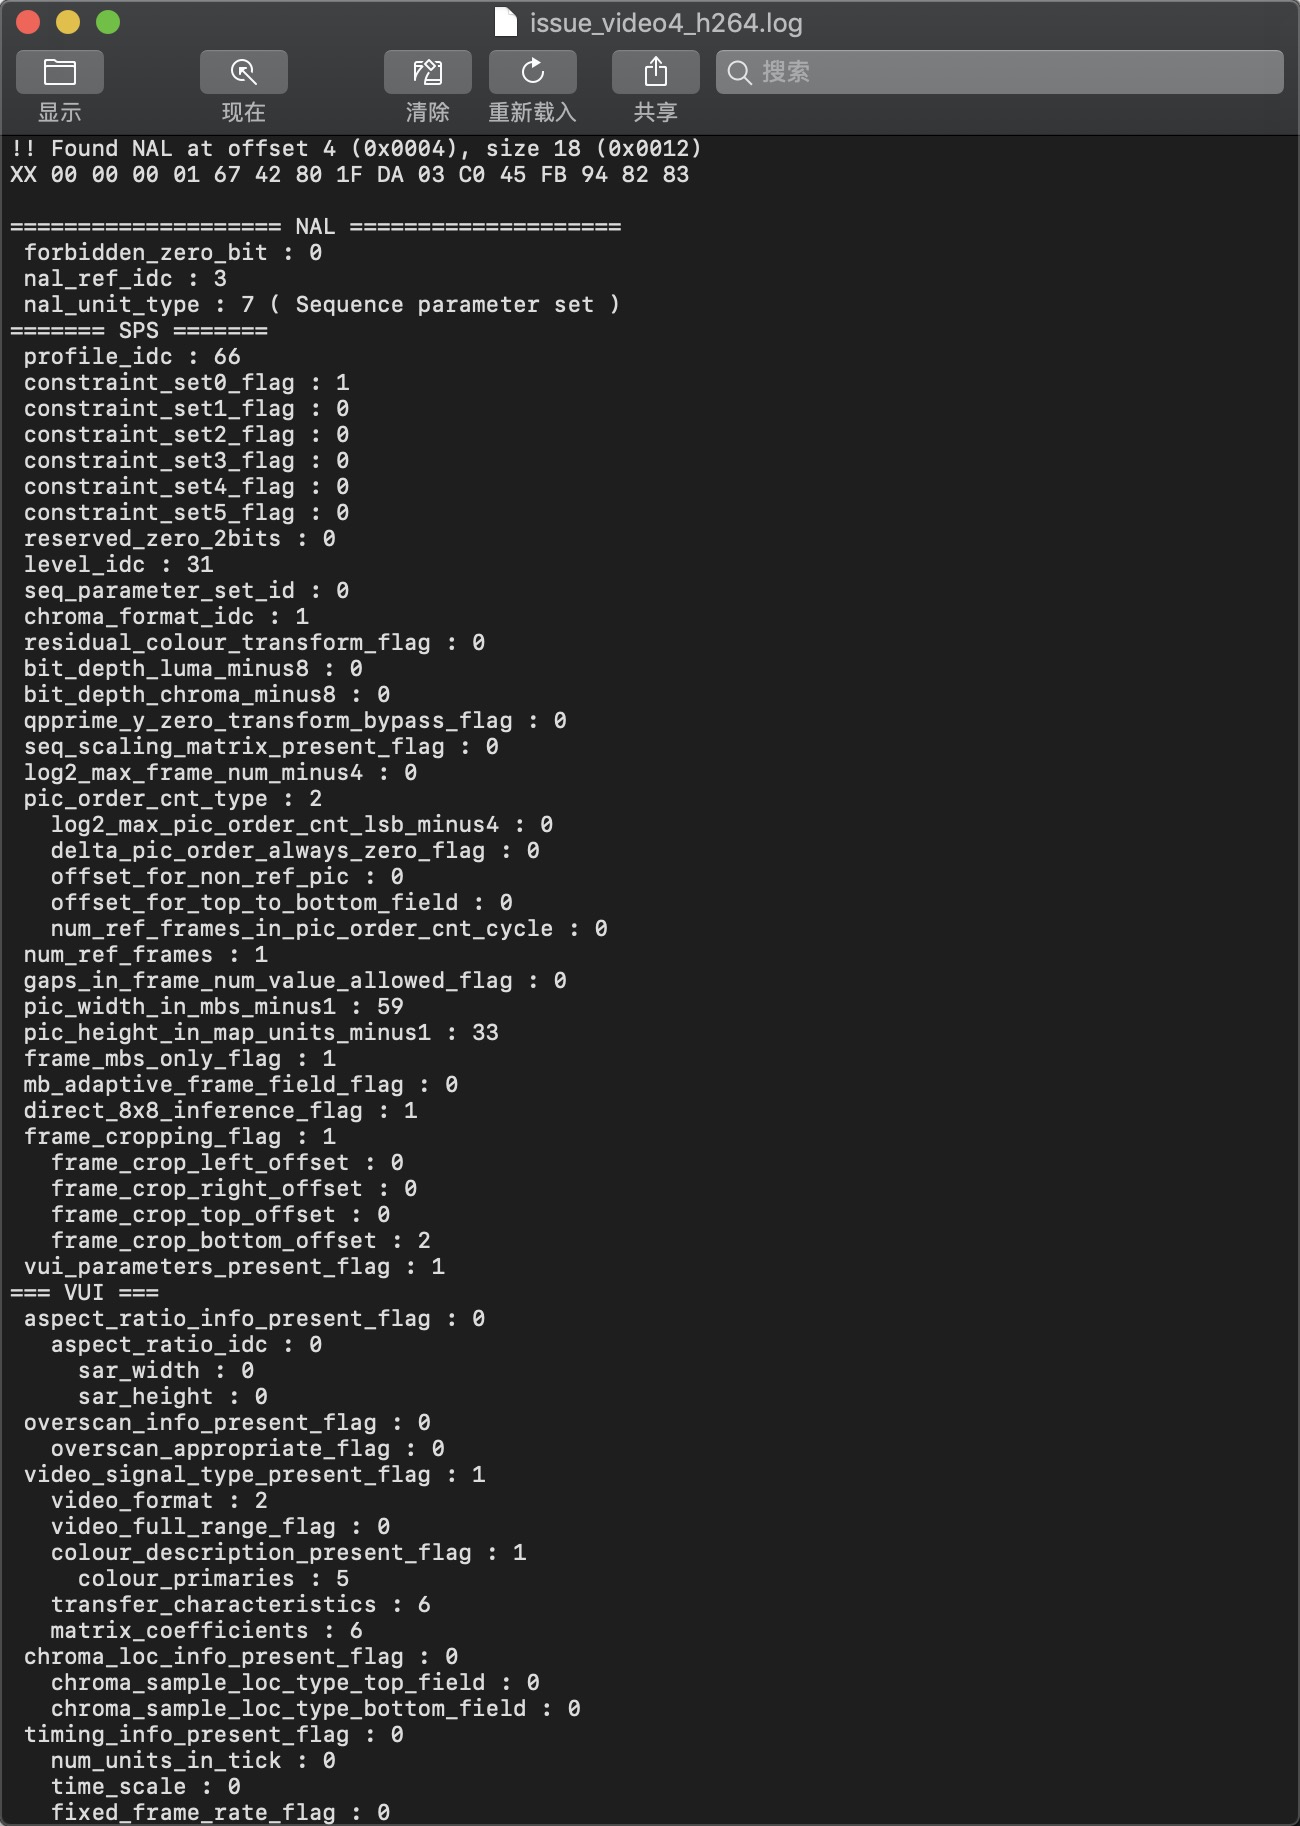 issue_video4_h264.log
显示
现在
清除
重新载入
共享
搜索
!! Found NAL at offset 4 (0x0004), size 18 (0x0012)
XX 00 00 00 01 67 42 80 1F DA 03 C0 45 FB 94 82 83
==================== NAL ====================
forbidden_zero_bit : 0
nal_ref_idc : 3
nal_unit_type : 7 ( Sequence parameter set )
======= SPS =======
profile_idc : 66
constraint_set0_flag : 1
constraint_set1_flag : 0
constraint_set2_flag : 0
constraint_set3_flag : 0
constraint_set4_flag : 0
constraint_set5_flag : 0
reserved_zero_2bits : 0
level_idc : 31
seq_parameter_set_id : 0
chroma_format_idc : 1
residual_colour_transform_flag : 0
bit_depth_luma_minus8 : 0
bit_depth_chroma_minus8 : 0
qpprime_y_zero_transform_bypass_flag : 0
seq_scaling_matrix_present_flag : 0
log2_max_frame_num_minus4 : 0
pic_order_cnt_type : 2
log2_max_pic_order_cnt_lsb_minus4 : 0
delta_pic_order_always_zero_flag : 0
offset_for_non_ref_pic : 0
offset_for_top_to_bottom_field : 0
num_ref_frames_in_pic_order_cnt_cycle : 0
num_ref_frames : 1
gaps_in_frame_num_value_allowed_flag : 0
pic_width_in_mbs_minus1 : 59
pic_height_in_map_units_minus1 : 33
frame_mbs_only_flag : 1
mb_adaptive_frame_field_flag : 0
direct_8x8_inference_flag : 1
frame_cropping_flag : 1
frame_crop_left_offset : 0
frame_crop_right_offset : 0
frame_crop_top_offset : 0
frame_crop_bottom_offset : 2
vui_parameters_present_flag : 1
=== VUI ===
aspect_ratio_info_present_flag : 0
aspect_ratio_idc : 0
sar_width : 0
sar_height : 0
overscan_info_present_flag : 0
overscan_appropriate_flag : 0
video_signal_type_present_flag : 1
video_format : 2
video_full_range_flag : 0
colour_description_present_flag : 1
colour_primaries : 5
transfer_characteristics : 6
matrix_coefficients : 6
chroma_loc_info_present_flag : 0
chroma_sample_loc_type_top_field : 0
chroma_sample_loc_type_bottom_field : 0
timing_info_present_flag : 0
num_units_in_tick : 0
time_scale : 0
fixed_frame_rate_flag : 0